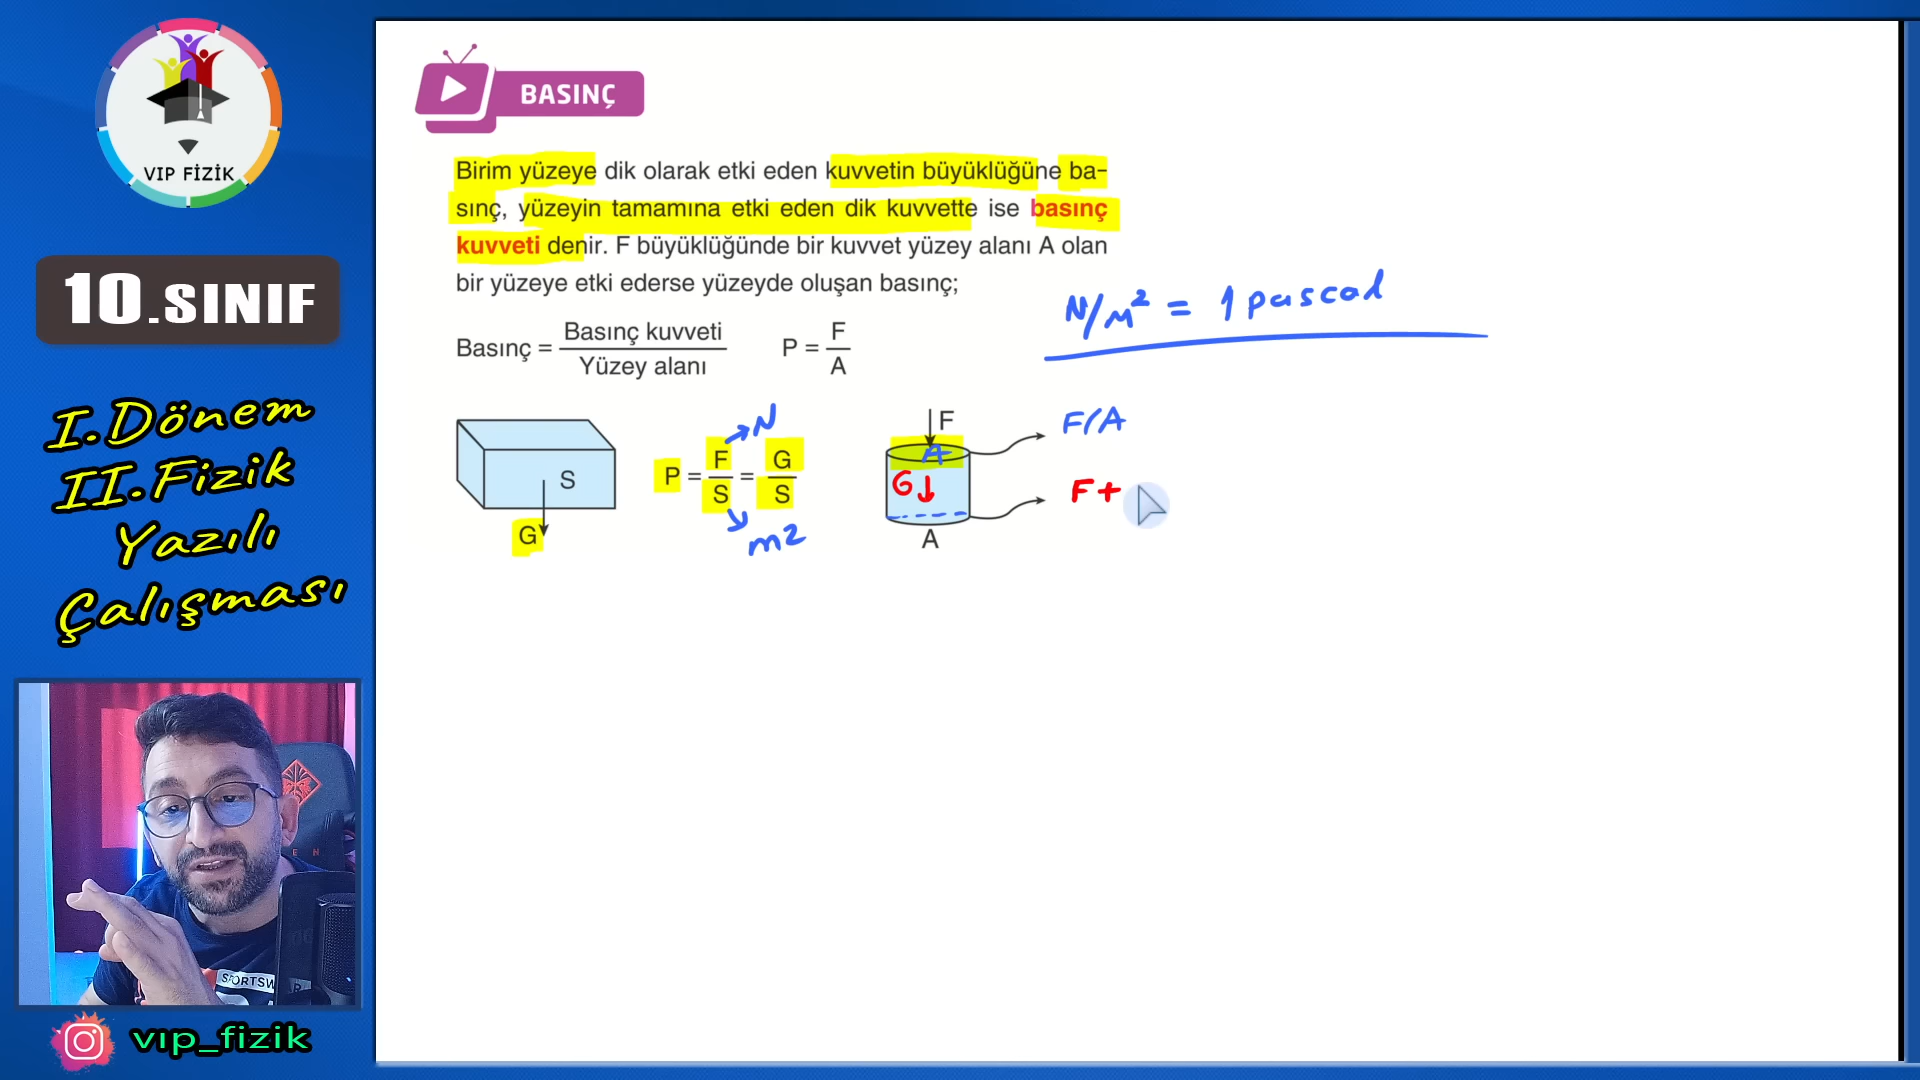 VIP FİZİK
10.SINIF
I.Dönem
II.Fizik
Yazılı
Çalışması
SPORTSW
vıp_fizik
BASINÇ
Birim yüzeye dik olarak etki eden kuvvetin büyüklüğüne ba-
sınç, yüzeyin tamamına etki eden dik kuvvette ise basınç
kuvveti denir. F büyüklüğünde bir kuvvet yüzey alanı A olan
bir yüzeye etki ederse yüzeyde oluşan basınç;
N/m² = 1 pascal
Basınç = Basınç kuvveti / Yüzey alanı P = F / A
S
G
P = F / S = G / S
N
m2
F
A
G
A
F/A
F+